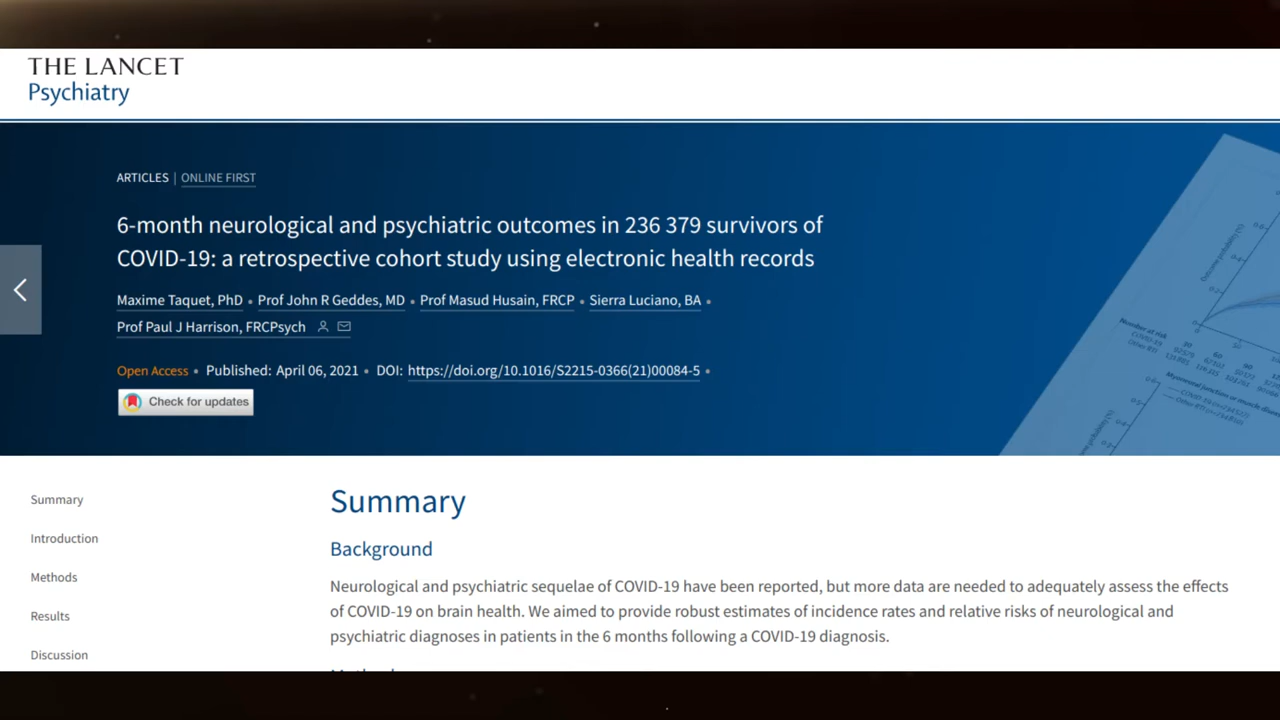 THE LANCET
Psychiatry
ARTICLES | ONLINE FIRST
6-month neurological and psychiatric outcomes in 236 379 survivors of
COVID-19: a retrospective cohort study using electronic health records
Maxime Taquet, PhD • Prof John R Geddes, MD • Prof Masud Husain, FRCP • Sierra Luciano, BA •
Prof Paul J Harrison, FRCPsych
Open Access • Published: April 06, 2021 • DOI: https://doi.org/10.1016/S2215-0366(21)00084-5 •
Check for updates
Summary
Introduction
Methods
Results
Discussion
Summary
Background
Neurological and psychiatric sequelae of COVID-19 have been reported, but more data are needed to adequately assess the effects
of COVID-19 on brain health. We aimed to provide robust estimates of incidence rates and relative risks of neurological and
psychiatric diagnoses in patients in the 6 months following a COVID-19 diagnosis.